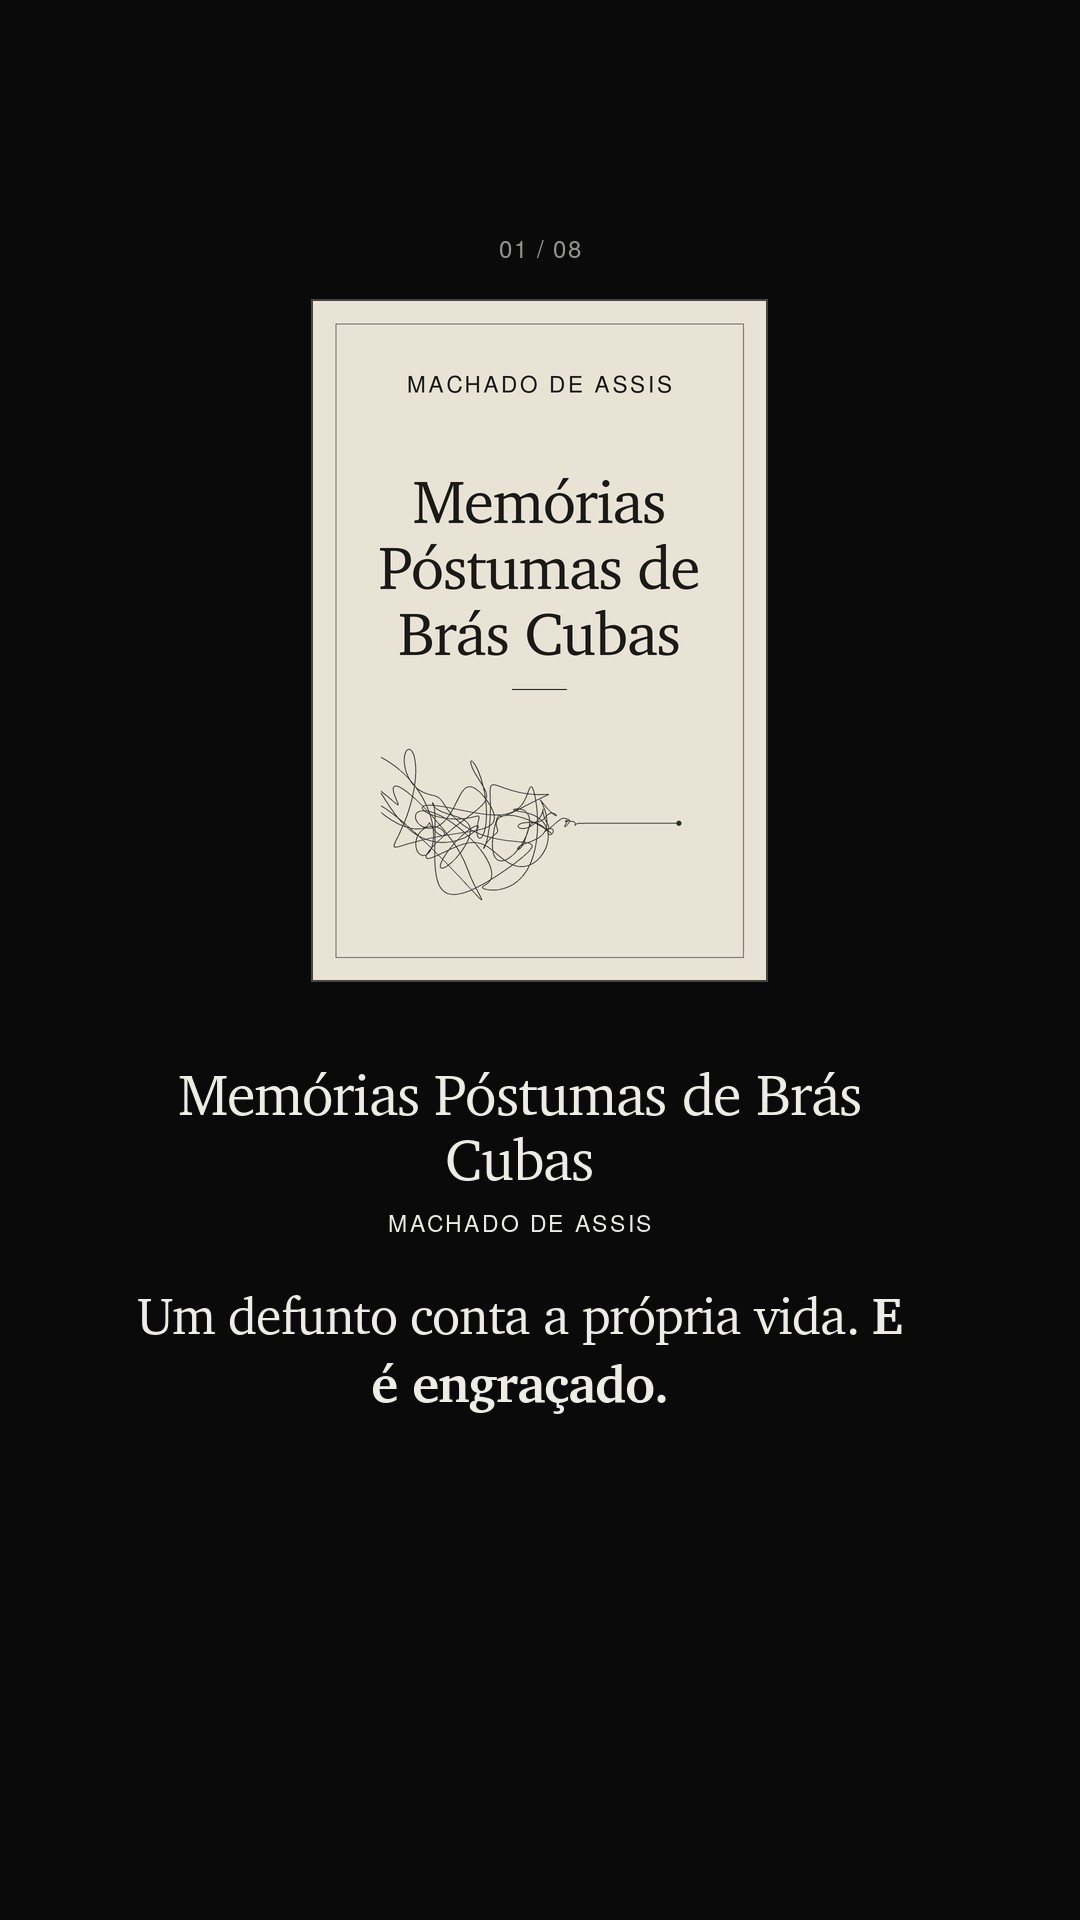 01 / 08
MACHADO DE ASSIS
Memórias
Póstumas de
Brás Cubas
Memórias Póstumas de Brás
Cubas
MACHADO DE ASSIS
Um defunto conta a própria vida. E
é engraçado.